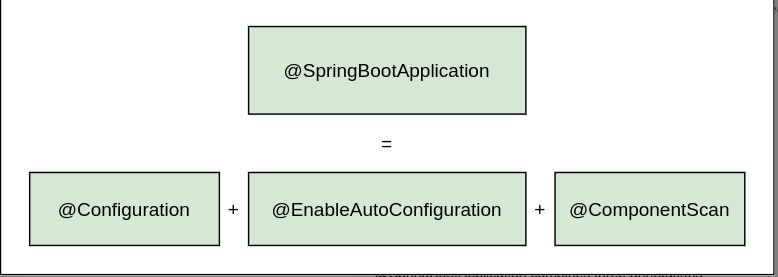 @SpringBootApplication
=
@Configuration + @EnableAutoConfiguration + @ComponentScan